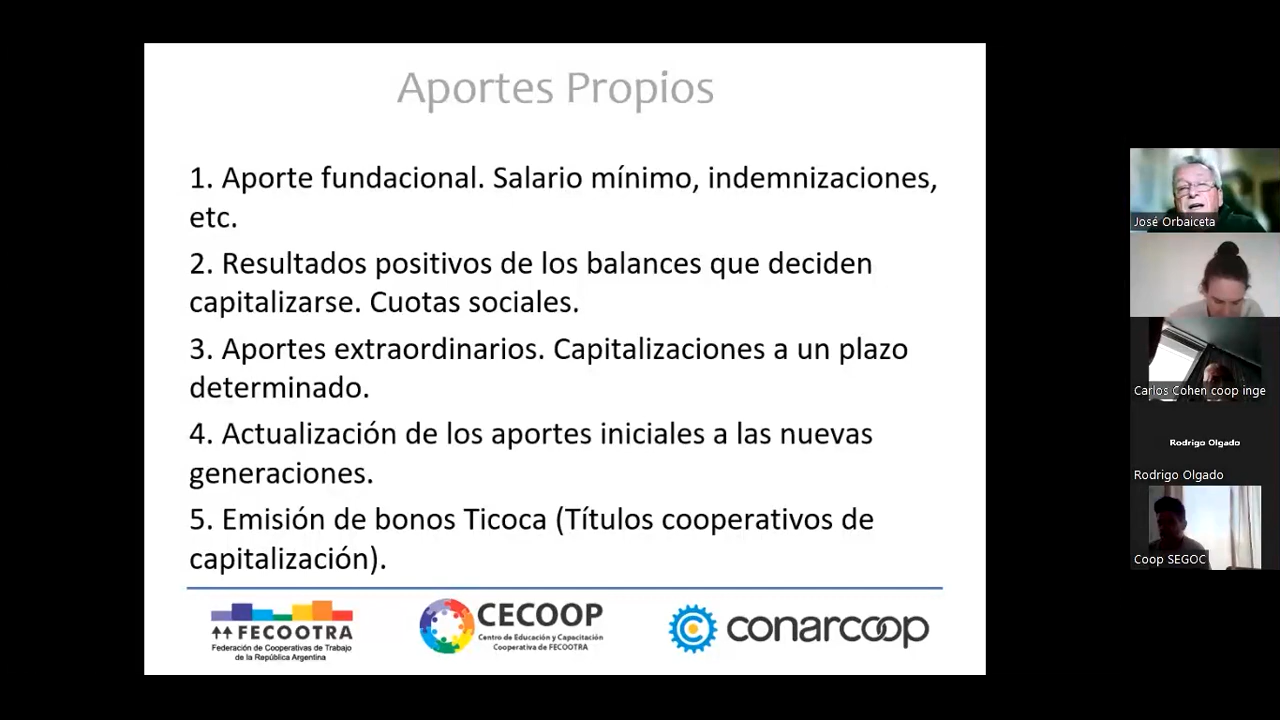 Aportes Propios
1. Aporte fundacional. Salario mínimo, indemnizaciones,
etc.
2. Resultados positivos de los balances que deciden
capitalizarse. Cuotas sociales.
3. Aportes extraordinarios. Capitalizaciones a un plazo
determinado.
4. Actualización de los aportes iniciales a las nuevas
generaciones.
5. Emisión de bonos Ticoca (Títulos cooperativos de
capitalización).
FECOOTRA
Federación de Cooperativas de Trabajo
de la República Argentina
CECOOP
Centro de Educación y Capacitación
Cooperativa de FECOOTRA
conarcoop
José Orbaiceta
Carlos Cohen coop inge
Rodrigo Olgado
Rodrigo Olgado
Coop SEGOC